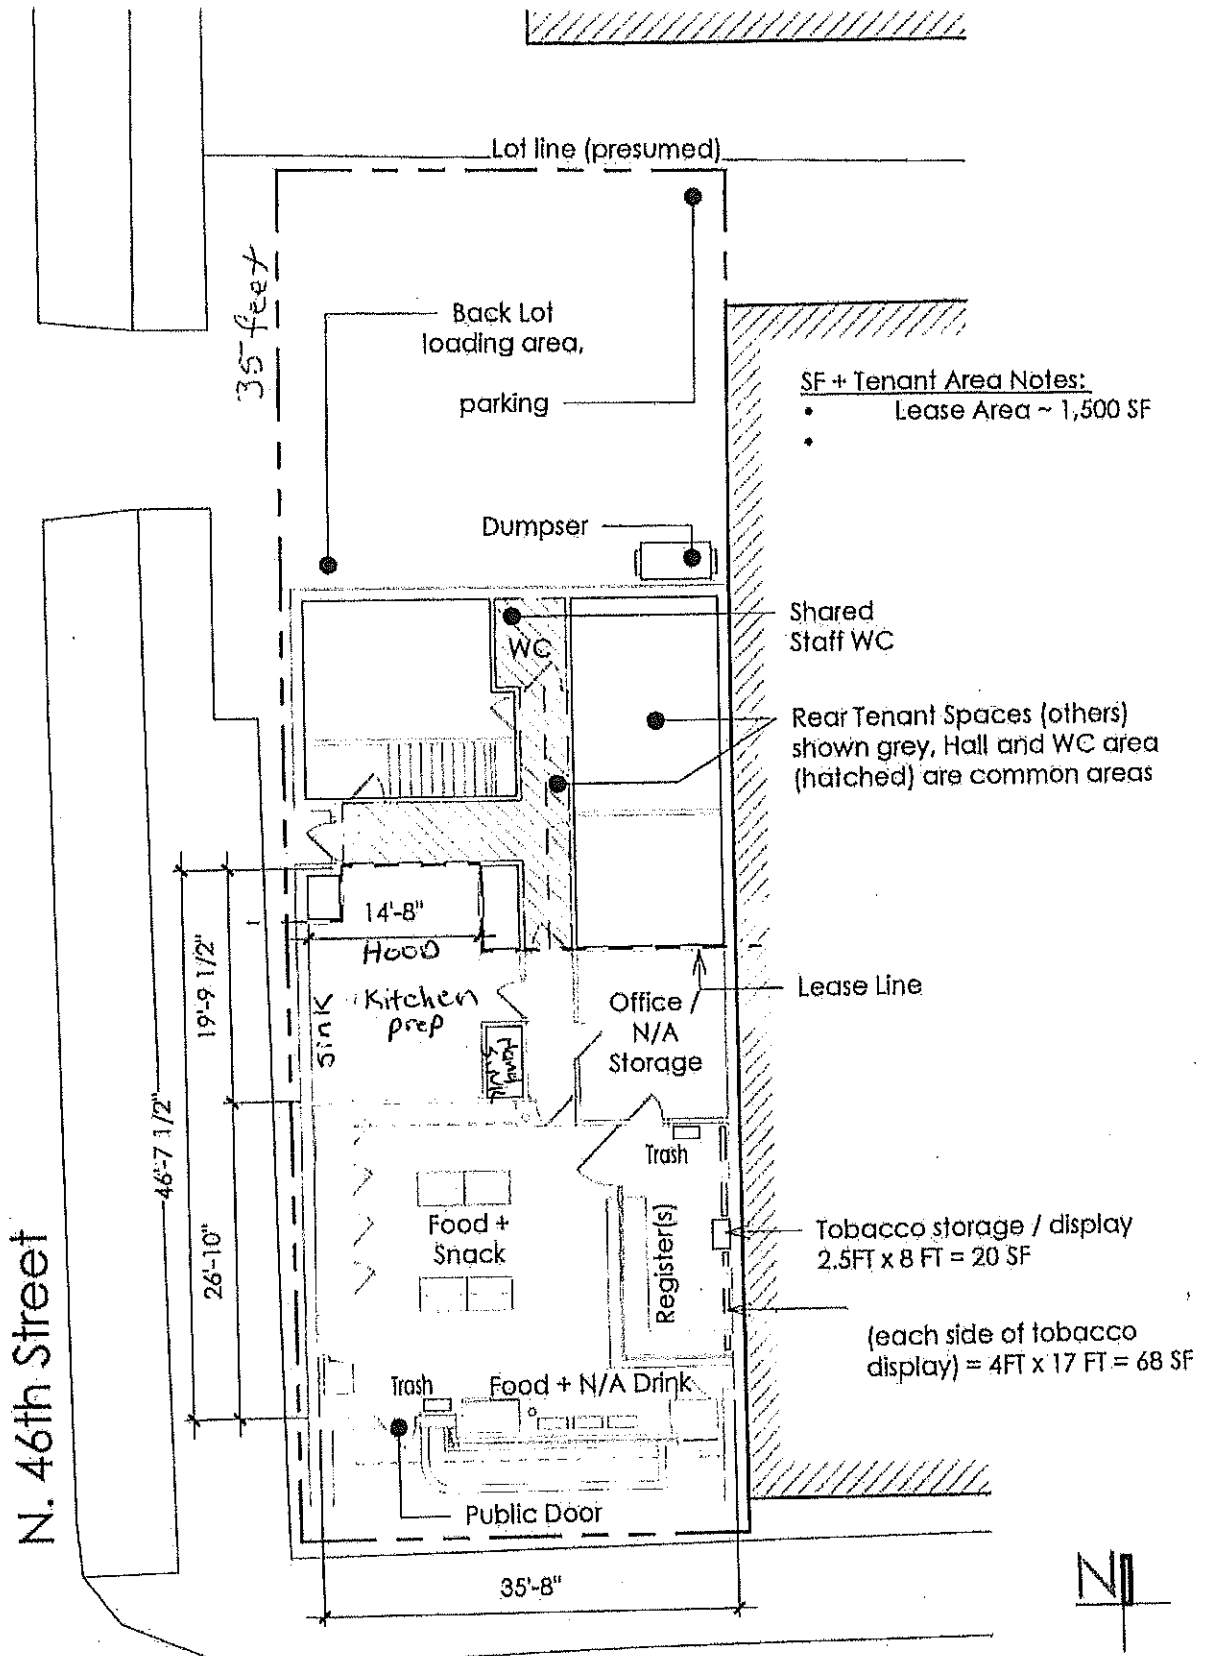 Lot line (presumed)
35 feet
Back Lot
loading area,
parking
SF + Tenant Area Notes:
• Lease Area ~ 1,500 SF
•
Dumpser
Shared
Staff WC
WC
Rear Tenant Spaces (others)
shown grey, Hall and WC area
(hatched) are common areas
14'-8"
HOOD
19'-9 1/2"
Sink
Kitchen
prep
Hand
Sink
Office /
N/A
Storage
Lease Line
46'-7 1/2"
Trash
26'-10"
Food +
Snack
Register(s)
Tobacco storage / display
2.5FT x 8 FT = 20 SF
(each side of tobacco
display) = 4FT x 17 FT = 68 SF
N. 46th Street
Trash
Food + N/A Drink
Public Door
35'-8"
N